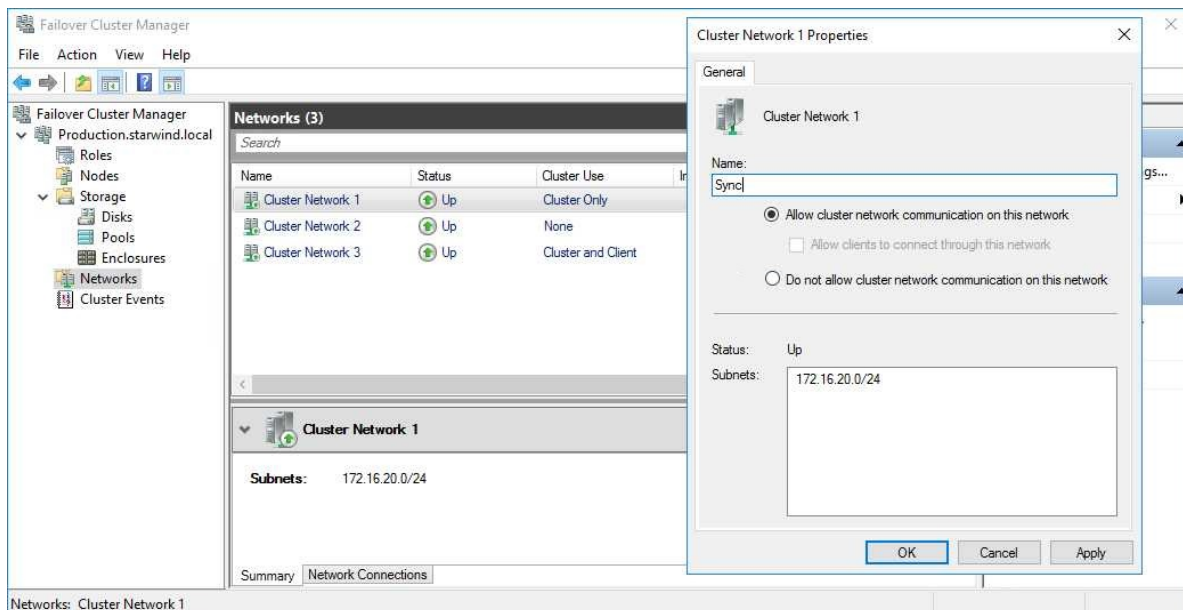 Failover Cluster Manager
File Action View Help
Failover Cluster Manager
Production.starwind.local
Roles
Nodes
Storage
Disks
Pools
Enclosures
Networks
Cluster Events
Networks (3)
Search
Name Status Cluster Use
Cluster Network 1 Up Cluster Only
Cluster Network 2 Up None
Cluster Network 3 Up Cluster and Client
Cluster Network 1
Subnets: 172.16.20.0/24
Summary Network Connections
Networks: Cluster Network 1
Cluster Network 1 Properties
General
Cluster Network 1
Name:
Sync
Allow cluster network communication on this network
Allow clients to connect through this network
Do not allow cluster network communication on this network
Status: Up
Subnets: 172.16.20.0/24
OK Cancel Apply
gs...